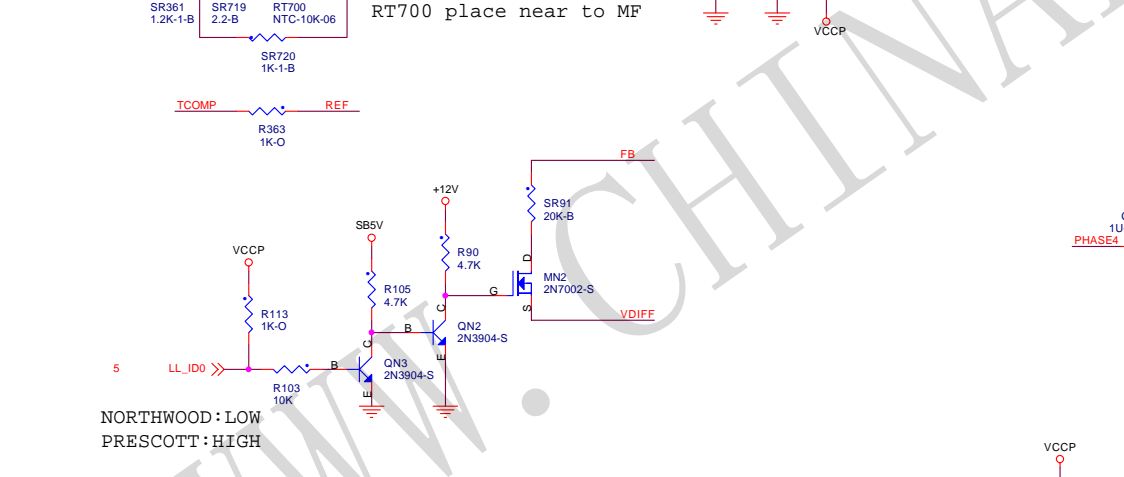 SR361 SR719 RT700
1.2K-1-B 2.2-B NTC-10K-06
RT700 place near to MF
VCCP
SR720
1K-1-B
TCOMP REF
R363
1K-O
FB
+12V
SR91
20K-B
SB5V
1U
PHASE4
VCCP
R90
4.7K
D
MN2
2N7002-S
R105
4.7K
G
S
VDIFF
R113
1K-O
C
B
QN2
2N3904-S
C
E
5 LL_ID0
B
QN3
2N3904-S
E
R103
10K
NORTHWOOD:LOW
PRESCOTT:HIGH
VCCP
WWW.CHINA